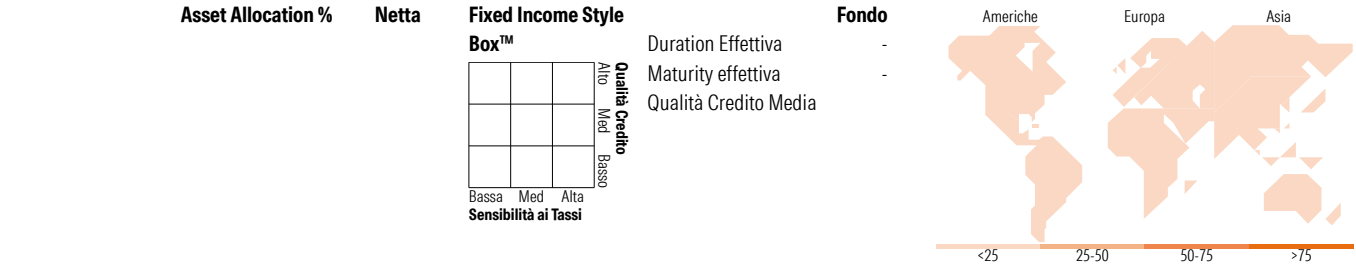 Asset Allocation % Netta
Fixed Income Style Box™ Fondo
Duration Effettiva -
Maturity effettiva -
Qualità Credito Media
Alto Med Basso
Qualità Credito
Bassa Med Alta
Sensibilità ai Tassi
Americhe Europa Asia
<25 25-50 50-75 >75